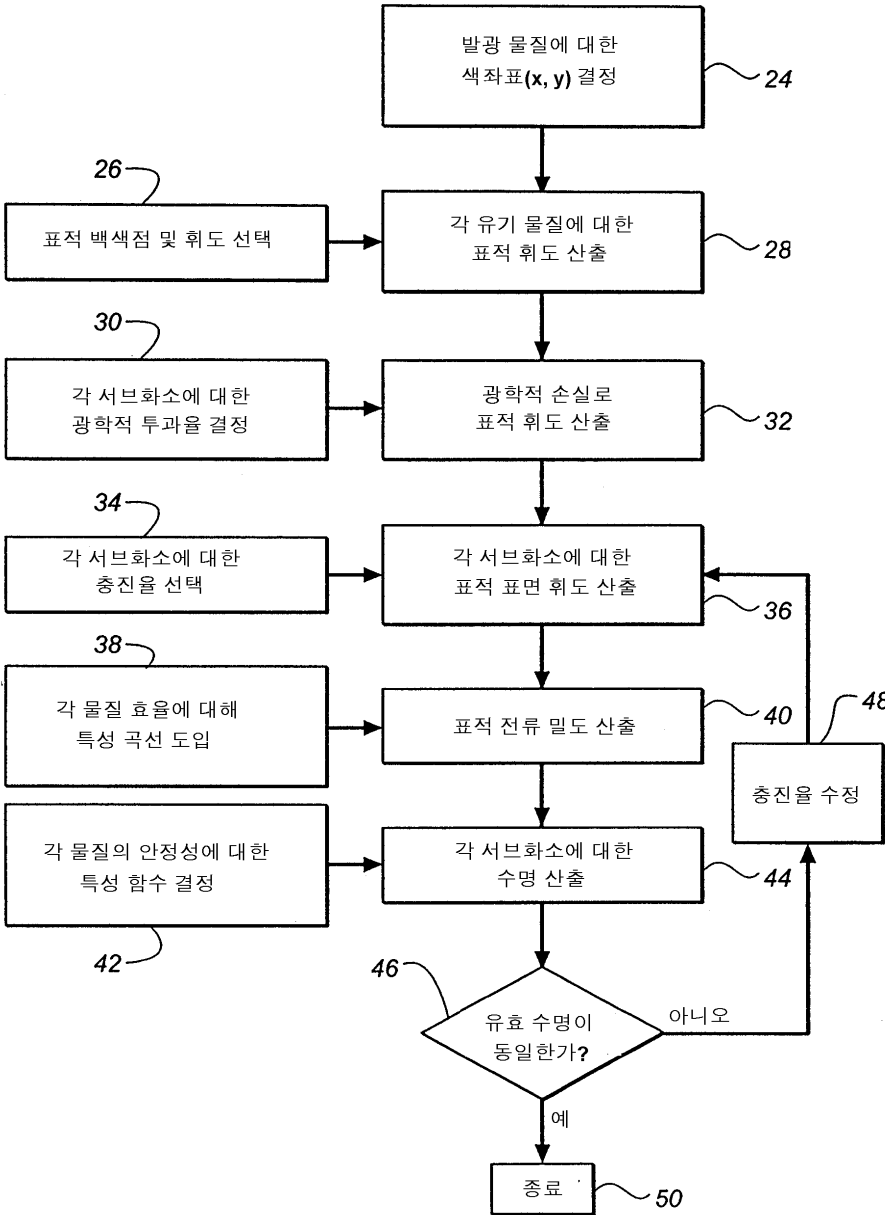 발광 물질에 대한
색좌표(x, y) 결정
24
26
표적 백색점 및 휘도 선택
각 유기 물질에 대한
표적 휘도 산출
28
30
각 서브화소에 대한
광학적 투과율 결정
광학적 손실로
표적 휘도 산출
32
34
각 서브화소에 대한
충진율 선택
각 서브화소에 대한
표적 표면 휘도 산출
36
38
각 물질 효율에 대해
특성 곡선 도입
표적 전류 밀도 산출
40
48
충진율 수정
각 물질의 안정성에 대한
특성 함수 결정
42
각 서브화소에 대한
수명 산출
44
46
유효 수명이
동일한가?
아니오
예
종료
50